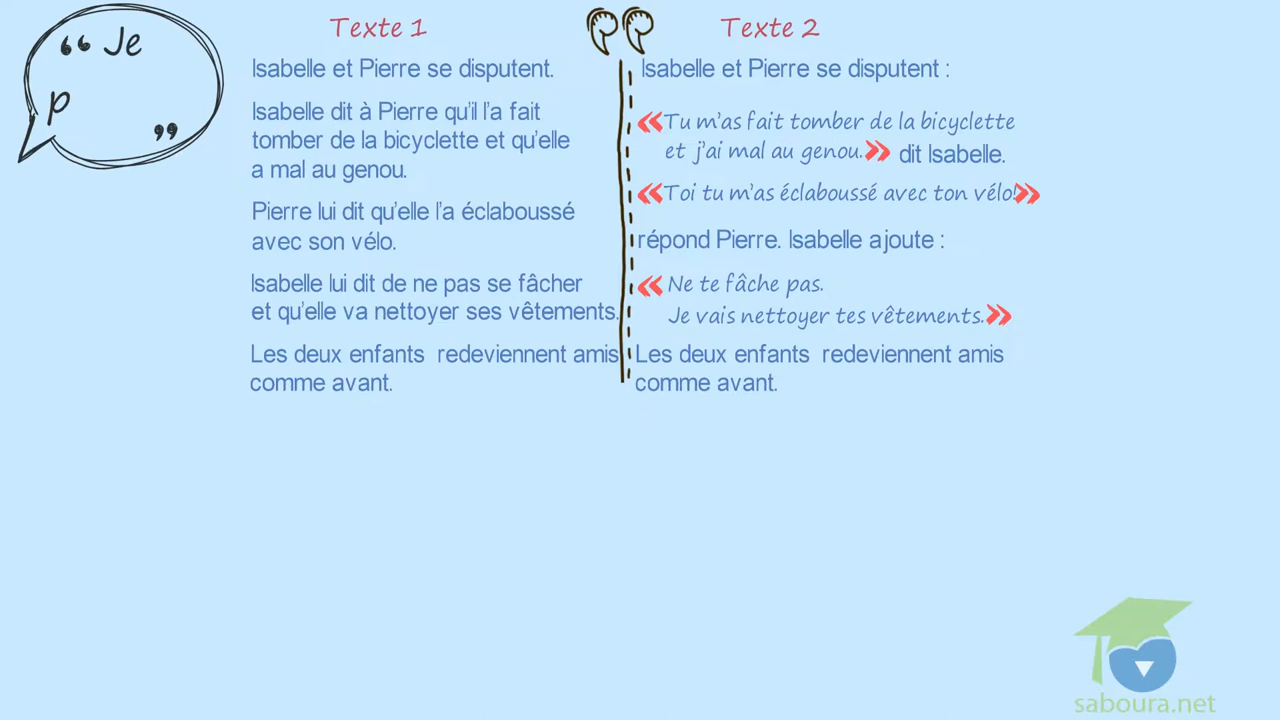 “ Je
p
”
Texte 1
Isabelle et Pierre se disputent.
Isabelle dit à Pierre qu'il l'a fait
tomber de la bicyclette et qu'elle
a mal au genou.
Pierre lui dit qu'elle l'a éclaboussé
avec son vélo.
Isabelle lui dit de ne pas se fâcher
et qu'elle va nettoyer ses vêtements.
Les deux enfants redeviennent amis
comme avant.
Texte 2
Isabelle et Pierre se disputent :
«Tu m'as fait tomber de la bicyclette
et j'ai mal au genou.» dit Isabelle.
«Toi tu m'as éclaboussé avec ton vélo!»
répond Pierre. Isabelle ajoute :
« Ne te fâche pas.
Je vais nettoyer tes vêtements.»
Les deux enfants redeviennent amis
comme avant.
saboura.net